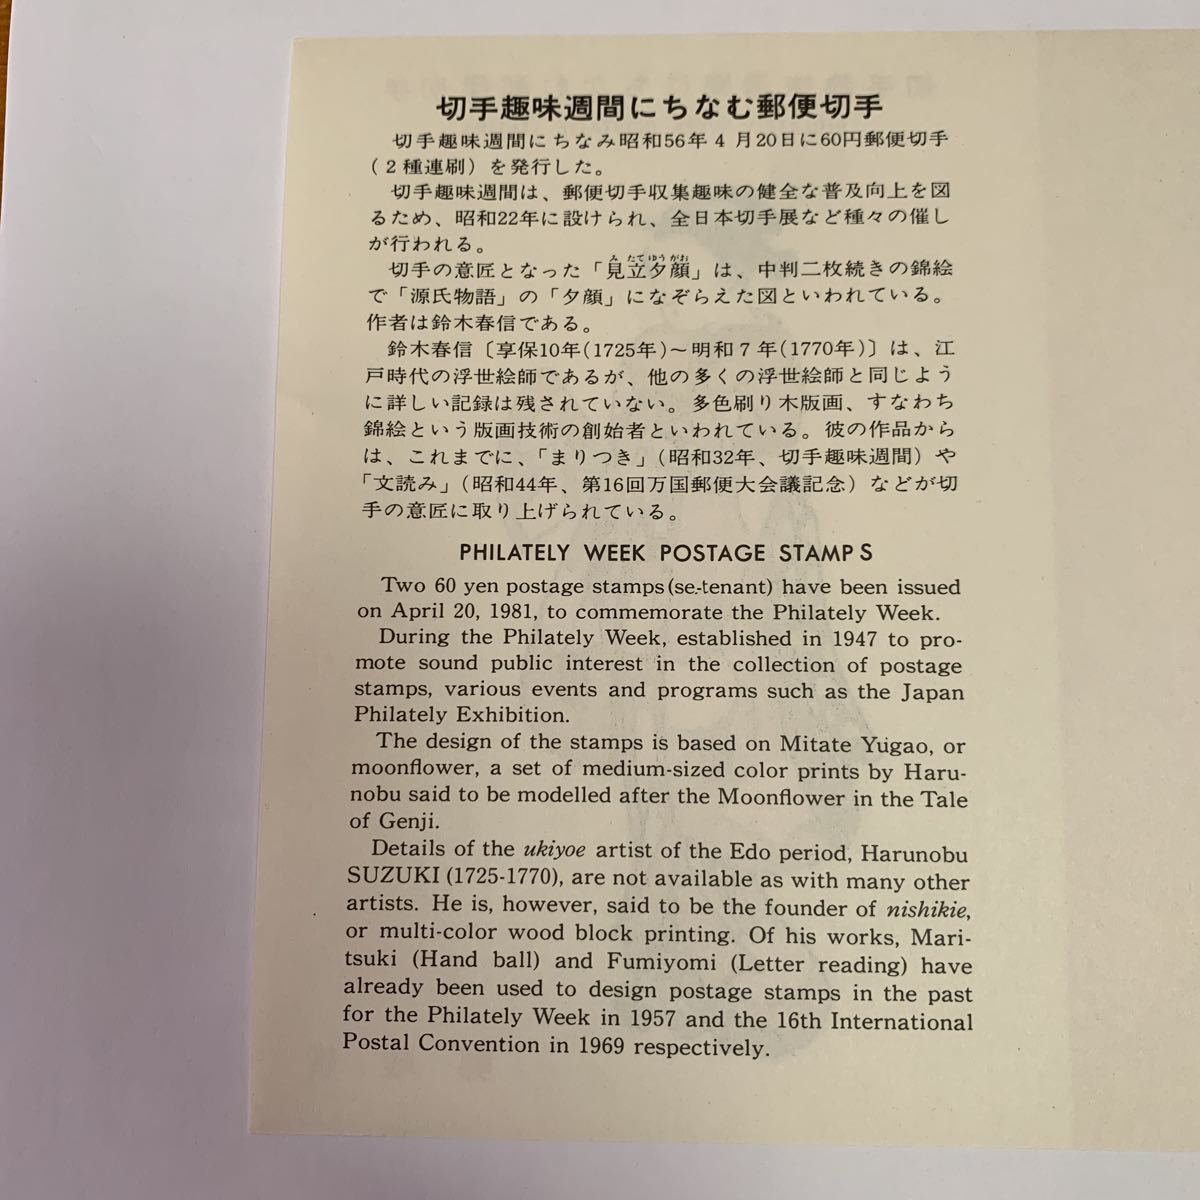 切手趣味週間にちなむ郵便切手
切手趣味週間にちなみ昭和56年4月20日に60円郵便切手
（2種連刷）を発行した。
切手趣味週間は、郵便切手収集趣味の健全な普及向上を図
るため、昭和22年に設けられ、全日本切手展など種々の催し
が行われる。
み たて ゆう がお
切手の意匠となった「見立夕顔」は、中判二枚続きの錦絵
で「源氏物語」の「夕顔」になぞらえた図といわれている。
作者は鈴木春信である。
鈴木春信〔享保10年(1725年)～明和7年(1770年)〕は、江
戸時代の浮世絵師であるが、他の多くの浮世絵師と同じよう
に詳しい記録は残されていない。多色刷り木版画、すなわち
錦絵という版画技術の創始者といわれている。彼の作品から
は、これまでに、「まりつき」(昭和32年、切手趣味週間）や
「文読み」(昭和44年、第16回万国郵便大会議記念）などが切
手の意匠に取り上げられている。
PHILATELY WEEK POSTAGE STAMP S
Two 60 yen postage stamps (se-tenant) have been issued
on April 20, 1981, to commemorate the Philately Week.
During the Philately Week, established in 1947 to pro-
mote sound public interest in the collection of postage
stamps, various events and programs such as the Japan
Philately Exhibition.
The design of the stamps is based on Mitate Yugao, or
moonflower, a set of medium-sized color prints by Haru-
nobu said to be modelled after the Moonflower in the Tale
of Genji.
Details of the ukiyoe artist of the Edo period, Harunobu
SUZUKI (1725-1770), are not available as with many other
artists. He is, however, said to be the founder of nishikie,
or multi-color wood block printing. Of his works, Mari-
tsuki (Hand ball) and Fumiyomi (Letter reading) have
already been used to design postage stamps in the past
for the Philately Week in 1957 and the 16th International
Postal Convention in 1969 respectively.